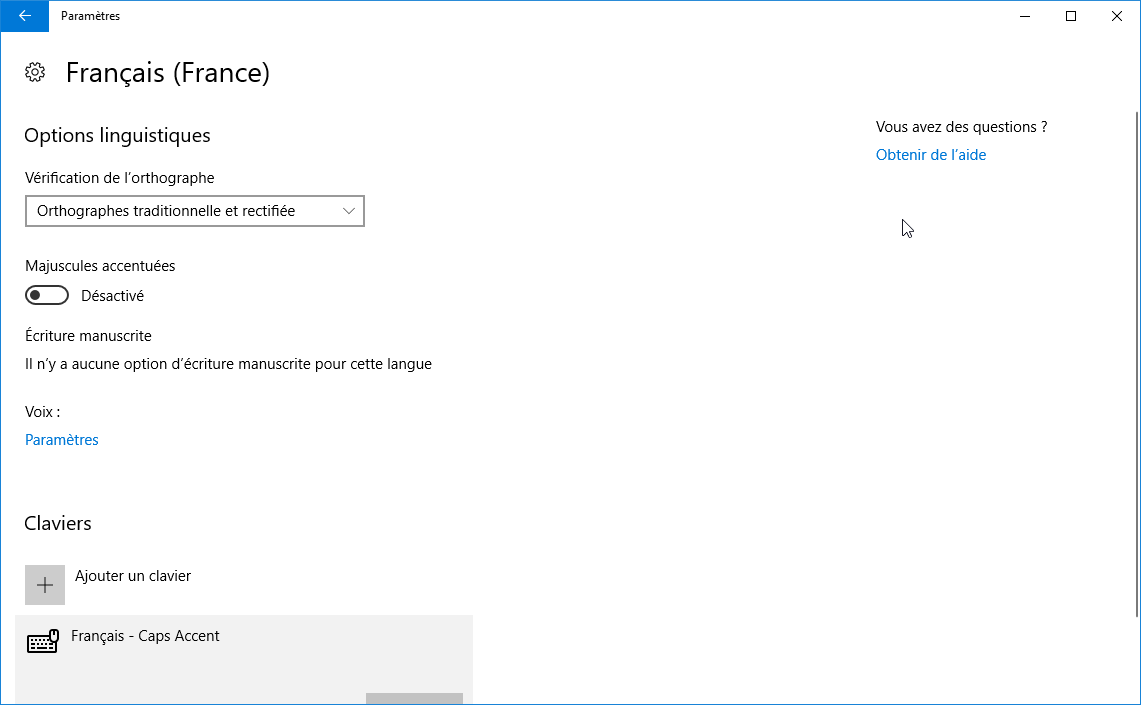 Paramètres
Français (France)
Options linguistiques
Vérification de l’orthographe
Orthographes traditionnelle et rectifiée
Majuscules accentuées
Désactivé
Écriture manuscrite
Il n’y a aucune option d’écriture manuscrite pour cette langue
Voix :
Paramètres
Claviers
Ajouter un clavier
Français - Caps Accent
Vous avez des questions ?
Obtenir de l’aide